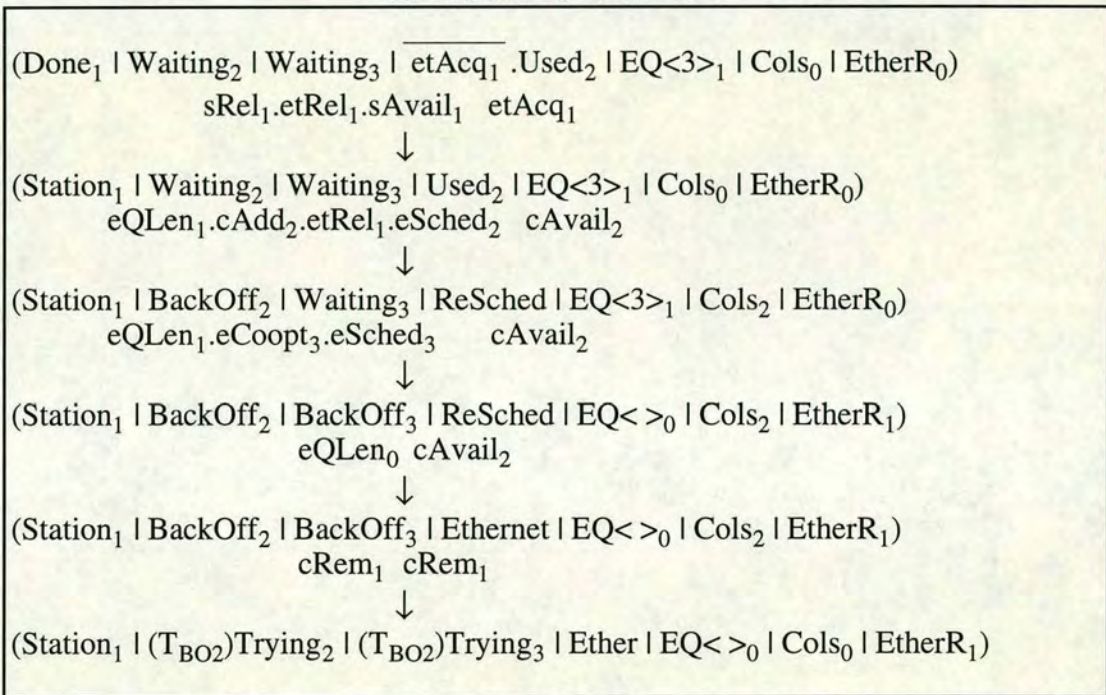 (Done₁ | Waiting₂ | Waiting₃ | e̅t̅A̅c̅q̅₁ .Used₂ | EQ<3>₁ | Cols₀ | EtherR₀)
sRel₁.etRel₁.sAvail₁ etAcq₁
↓
(Station₁ | Waiting₂ | Waiting₃ | Used₂ | EQ<3>₁ | Cols₀ | EtherR₀)
eQLen₁.cAdd₂.etRel₁.eSched₂ cAvail₂
↓
(Station₁ | BackOff₂ | Waiting₃ | ReSched | EQ<3>₁ | Cols₂ | EtherR₀)
eQLen₁.eCoopt₃.eSched₃ cAvail₂
↓
(Station₁ | BackOff₂ | BackOff₃ | ReSched | EQ< >₀ | Cols₂ | EtherR₁)
eQLen₀ cAvail₂
↓
(Station₁ | BackOff₂ | BackOff₃ | Ethernet | EQ< >₀ | Cols₂ | EtherR₁)
cRem₁ cRem₁
↓
(Station₁ | (T_BO2)Trying₂ | (T_BO2)Trying₃ | Ether | EQ< >₀ | Cols₀ | EtherR₁)